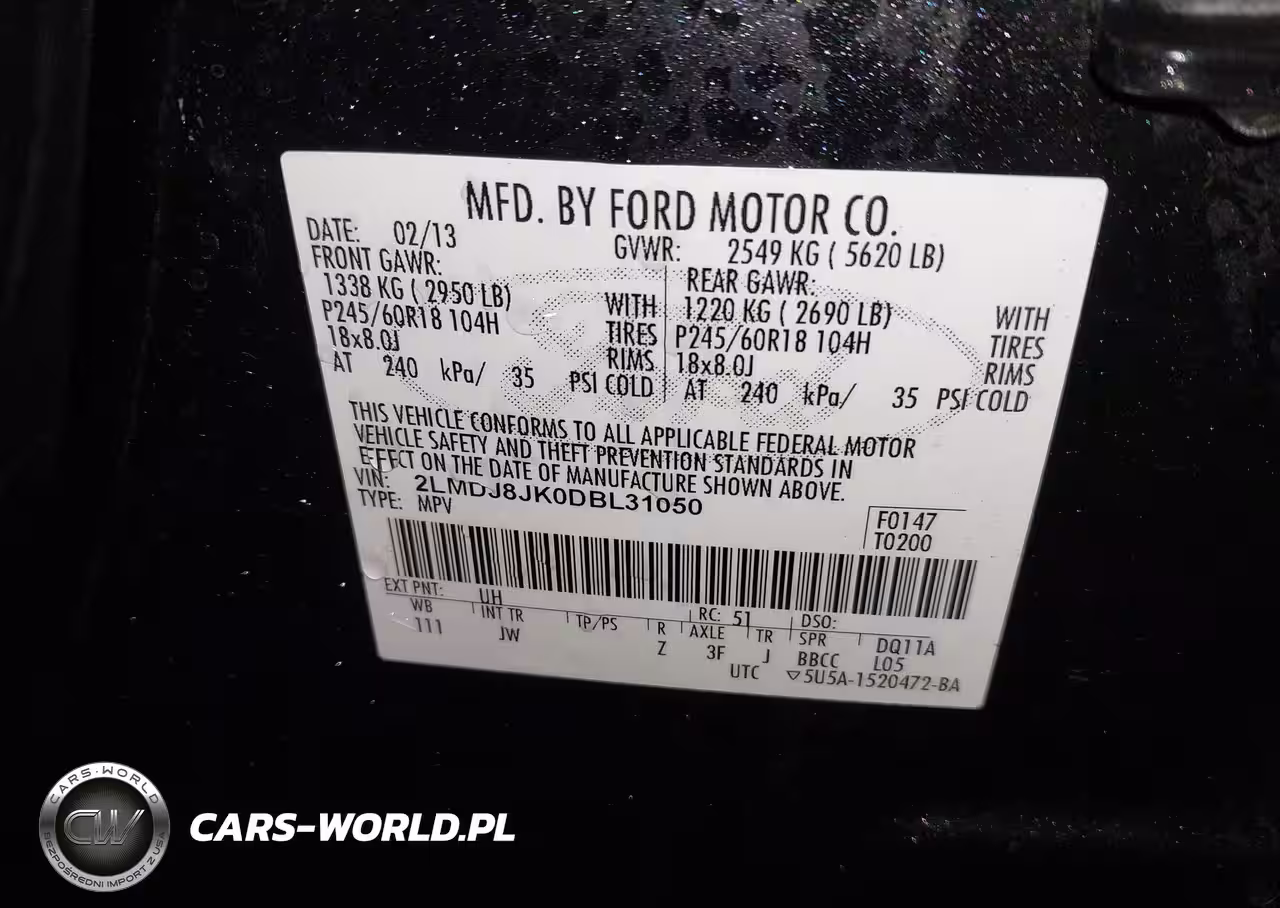 MFD. BY FORD MOTOR CO.
DATE: 02/13 GVWR: 2549 KG ( 5620 LB)
FRONT GAWR: REAR GAWR:
1338 KG ( 2950 LB) WITH 1220 KG ( 2690 LB) WITH
P245/60R18 104H TIRES P245/60R18 104H TIRES
18x8.0J RIMS 18x8.0J RIMS
AT 240 kPa/ 35 PSI COLD AT 240 kPa/ 35 PSI COLD
THIS VEHICLE CONFORMS TO ALL APPLICABLE FEDERAL MOTOR
VEHICLE SAFETY AND THEFT PREVENTION STANDARDS IN
EFFECT ON THE DATE OF MANUFACTURE SHOWN ABOVE.
VIN: 2LMDJ8JK0DBL31050
TYPE: MPV
F0147
T0200
EXT PNT: UH RC: 51 DSO:
WB INT TR TP/PS R AXLE TR SPR DQ11A
111 JW Z 3F J BBCC L05
UTC ▽5U5A-1520472-BA
CARS-WORLD
CW
BEZPOŚREDNI IMPORT Z USA
CARS-WORLD.PL